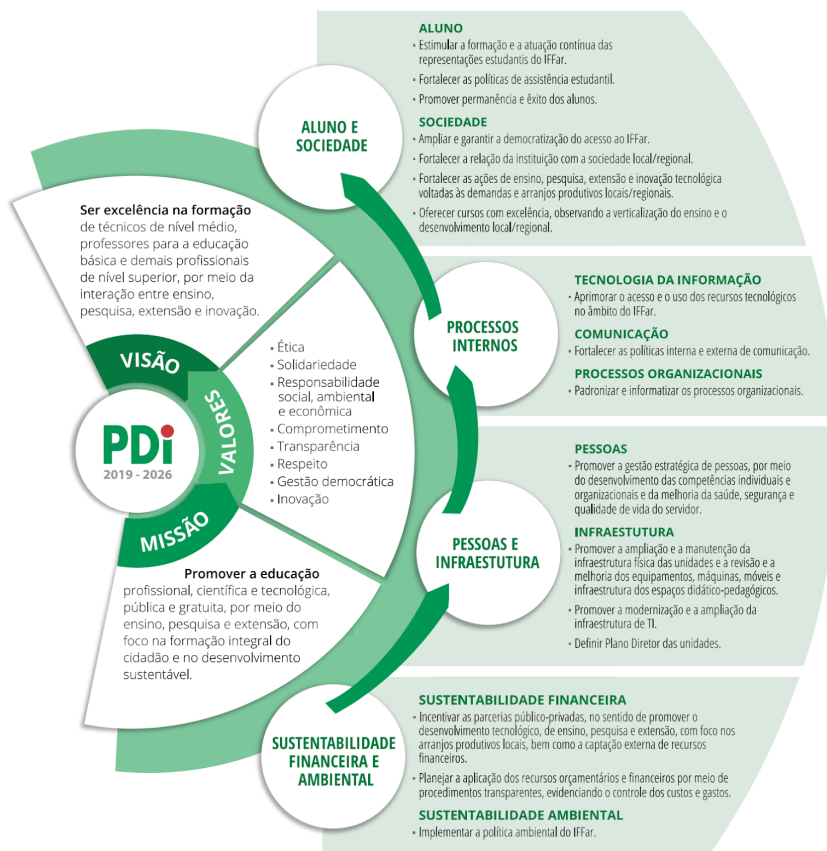 ALUNO
• Estimular a formação e a atuação contínua das
representações estudantis do IFFar.
• Fortalecer as políticas de assistência estudantil.
• Promover permanência e êxito dos alunos.
SOCIEDADE
• Ampliar e garantir a democratização do acesso ao IFFar.
• Fortalecer a relação da instituição com a sociedade local/regional.
• Fortalecer as ações de ensino, pesquisa, extensão e inovação tecnológica
voltadas às demandas e arranjos produtivos locais/regionais.
• Oferecer cursos com excelência, observando a verticalização do ensino e o
desenvolvimento local/regional.
ALUNO E
SOCIEDADE
Ser excelência na formação
de técnicos de nível médio,
professores para a educação
básica e demais profissionais
de nível superior, por meio da
interação entre ensino,
pesquisa, extensão e inovação.
VISÃO
VALORES
• Ética
• Solidariedade
• Responsabilidade
social, ambiental
e econômica
• Comprometimento
• Transparência
• Respeito
• Gestão democrática
• Inovação
PDi
2019 - 2026
MISSÃO
Promover a educação
profissional, científica e tecnológica,
pública e gratuita, por meio do
ensino, pesquisa e extensão, com
foco na formação integral do
cidadão e no desenvolvimento
sustentável.
PROCESSOS
INTERNOS
TECNOLOGIA DA INFORMAÇÃO
• Aprimorar o acesso e o uso dos recursos tecnológicos
no âmbito do IFFar.
COMUNICAÇÃO
• Fortalecer as políticas interna e externa de comunicação.
PROCESSOS ORGANIZACIONAIS
• Padronizar e informatizar os processos organizacionais.
PESSOAS E
INFRAESTUTURA
PESSOAS
• Promover a gestão estratégica de pessoas, por meio
do desenvolvimento das competências individuais e
organizacionais e da melhoria da saúde, segurança e
qualidade de vida do servidor.
INFRAESTUTURA
• Promover a ampliação e a manutenção da
infraestrutura física das unidades e a revisão e a
melhoria dos equipamentos, máquinas, móveis e
infraestrutura dos espaços didático-pedagógicos.
• Promover a modernização e a ampliação da
infraestrutura de TI.
• Definir Plano Diretor das unidades.
SUSTENTABILIDADE
FINANCEIRA E
AMBIENTAL
SUSTENTABILIDADE FINANCEIRA
• Incentivar as parcerias público-privadas, no sentido de promover o
desenvolvimento tecnológico, de ensino, pesquisa e extensão, com foco nos
arranjos produtivos locais, bem como a captação externa de recursos
financeiros.
• Planejar a aplicação dos recursos orçamentários e financeiros por meio de
procedimentos transparentes, evidenciando o controle dos custos e gastos.
SUSTENTABILIDADE AMBIENTAL
• Implementar a política ambiental do IFFar.